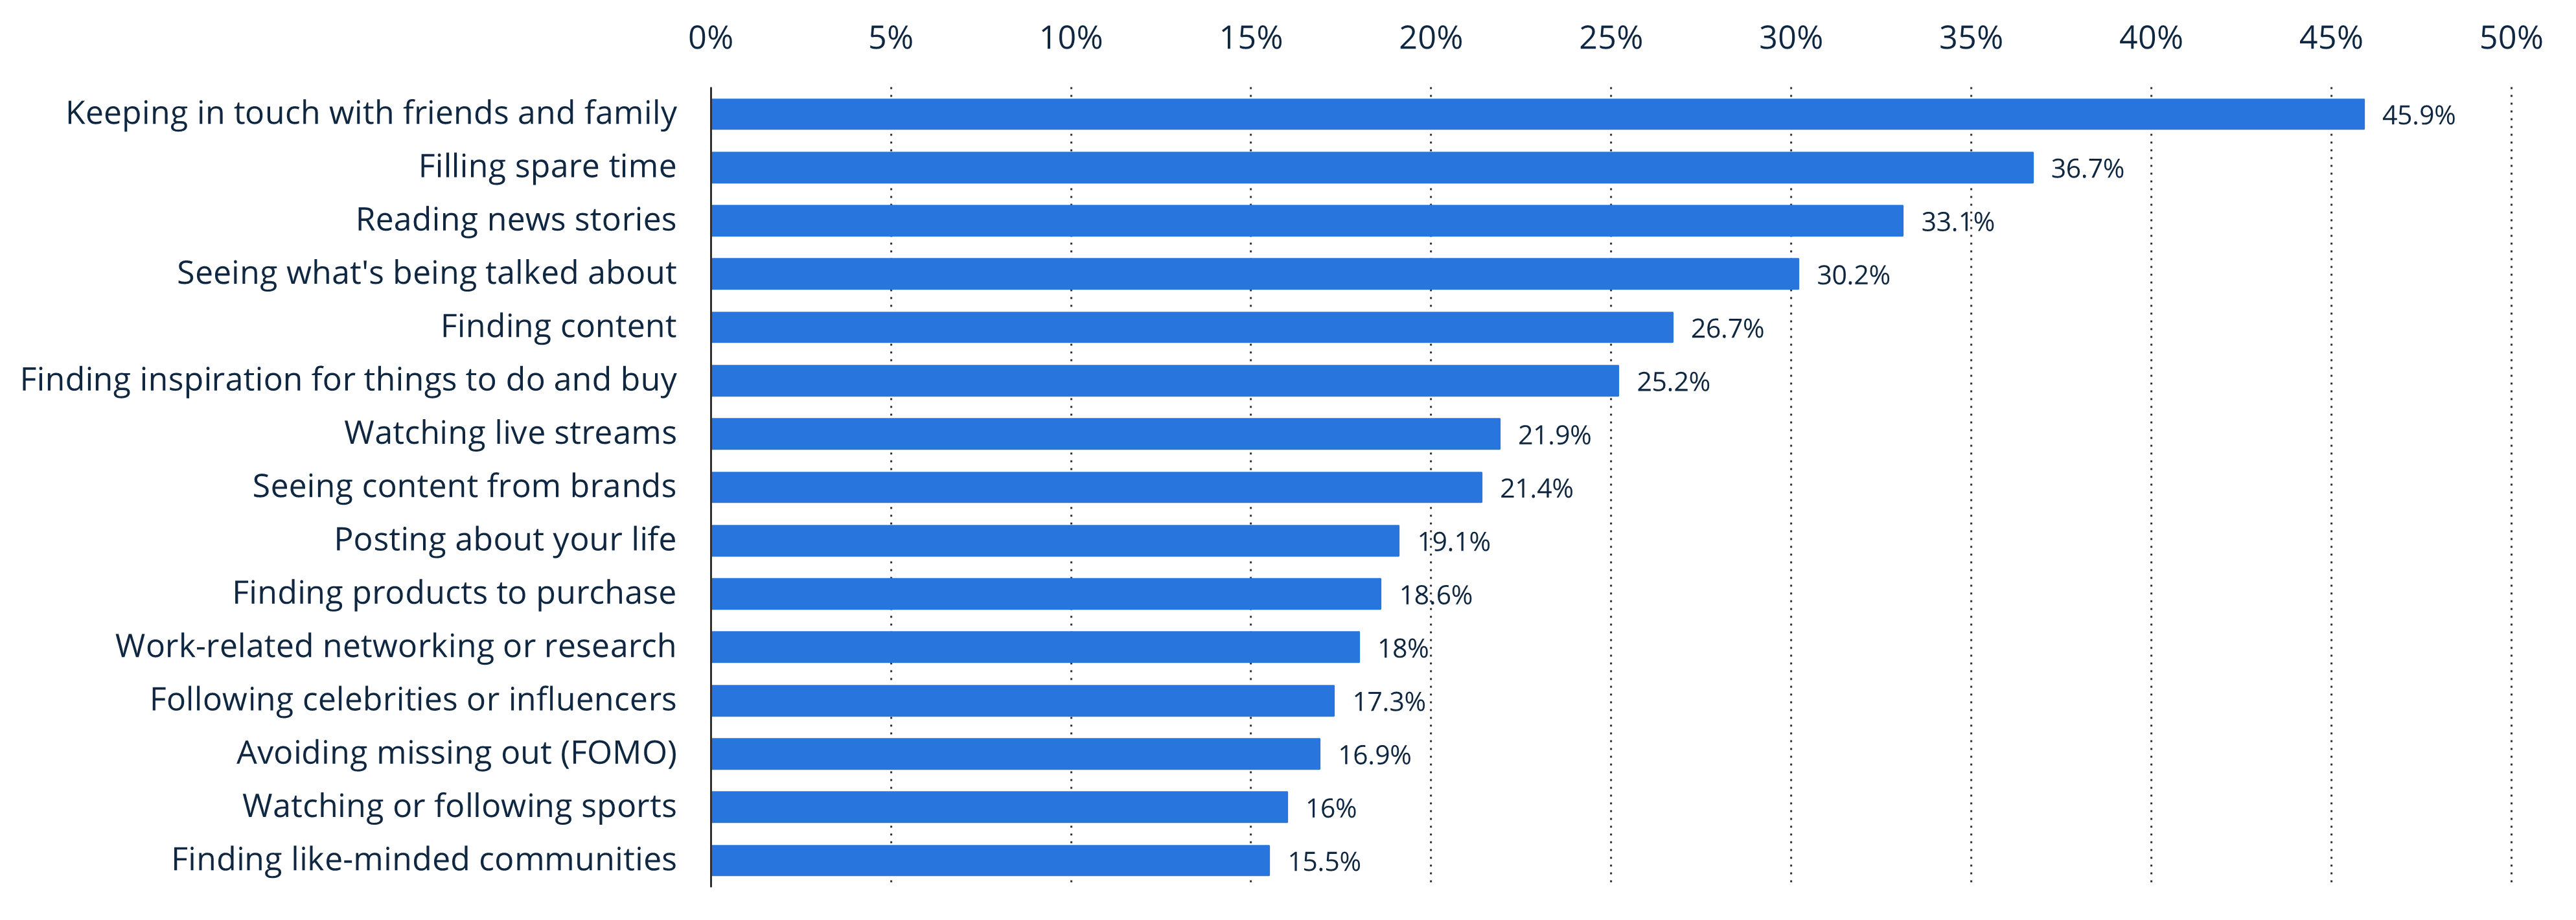 0% 5% 10% 15% 20% 25% 30% 35% 40% 45% 50%
Keeping in touch with friends and family 45.9%
Filling spare time 36.7%
Reading news stories 33.1%
Seeing what's being talked about 30.2%
Finding content 26.7%
Finding inspiration for things to do and buy 25.2%
Watching live streams 21.9%
Seeing content from brands 21.4%
Posting about your life 19.1%
Finding products to purchase 18.6%
Work-related networking or research 18%
Following celebrities or influencers 17.3%
Avoiding missing out (FOMO) 16.9%
Watching or following sports 16%
Finding like-minded communities 15.5%